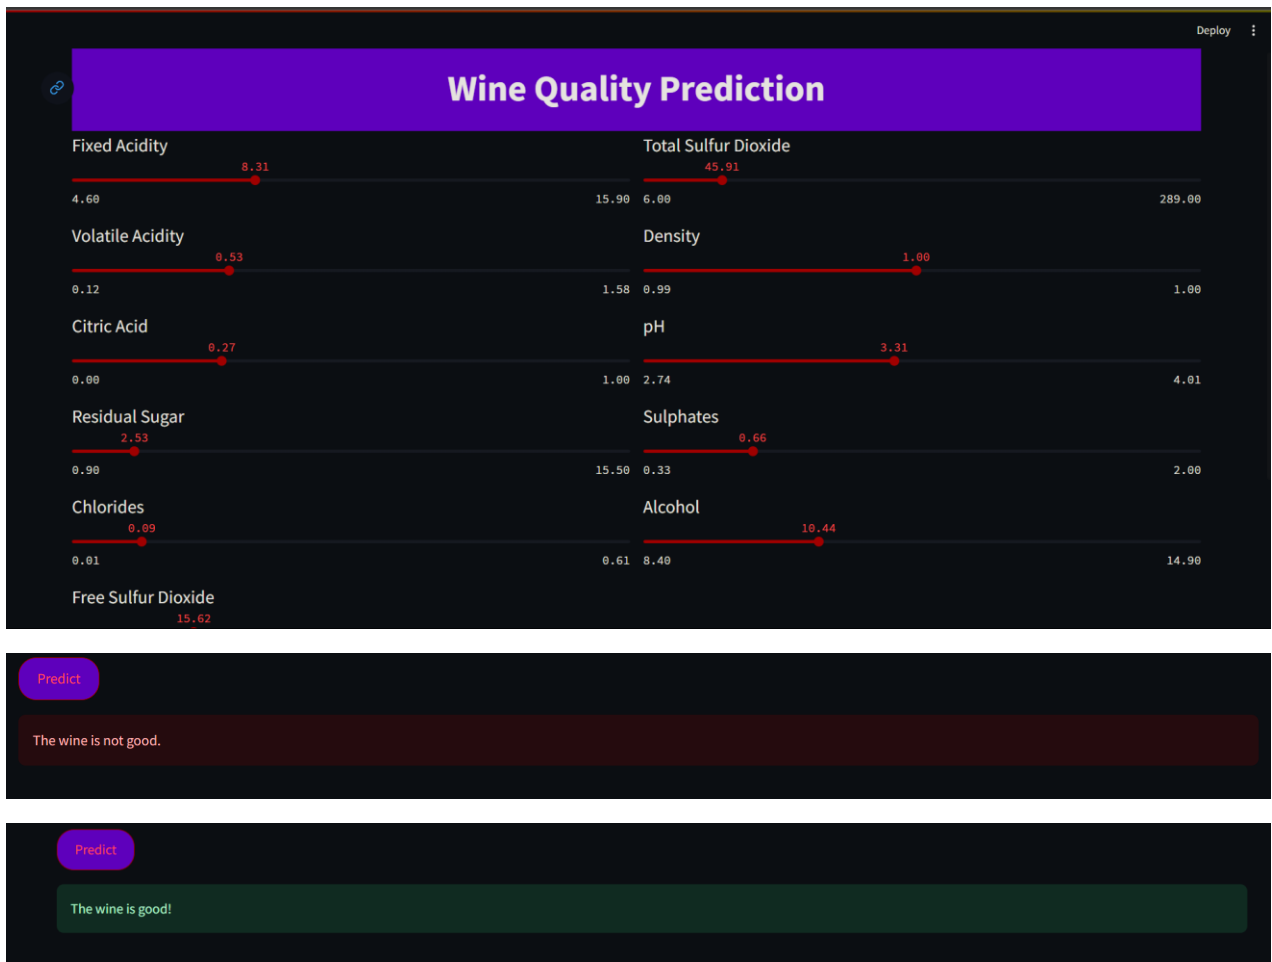 Deploy
Wine Quality Prediction
Fixed Acidity
8.31
4.60 15.90
Volatile Acidity
0.53
0.12 1.58
Citric Acid
0.27
0.00 1.00
Residual Sugar
2.53
0.90 15.50
Chlorides
0.09
0.01 0.61
Free Sulfur Dioxide
15.62
Total Sulfur Dioxide
45.91
6.00 289.00
Density
1.00
0.99 1.00
pH
3.31
2.74 4.01
Sulphates
0.66
0.33 2.00
Alcohol
10.44
8.40 14.90
Predict
The wine is not good.
Predict
The wine is good!